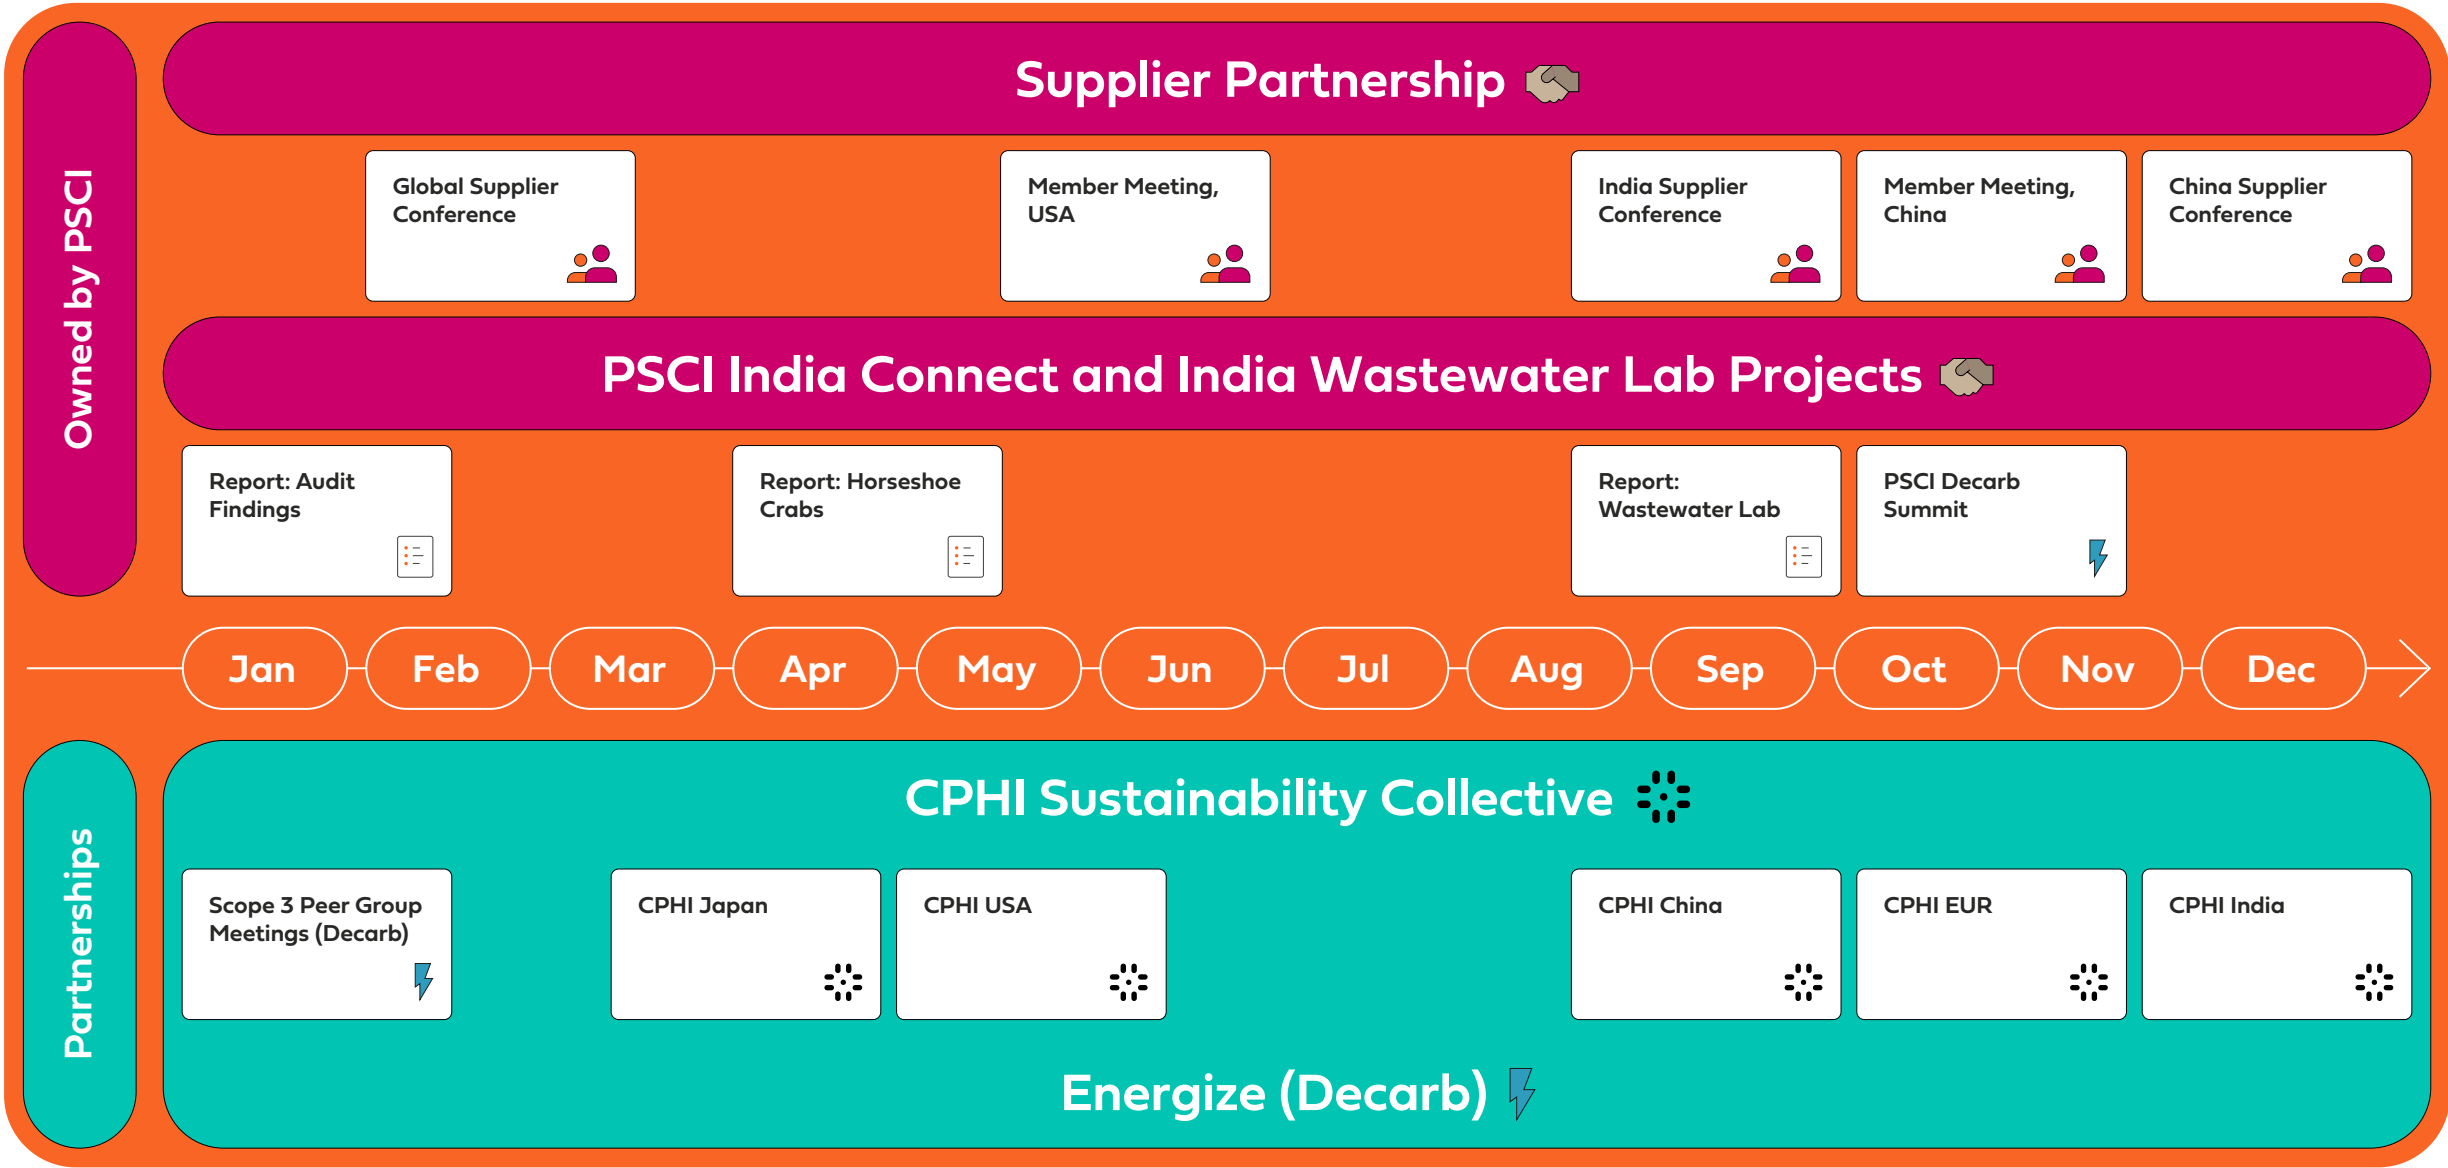 Owned by PSCI
Supplier Partnership
Global Supplier
Conference
Member Meeting,
USA
India Supplier
Conference
Member Meeting,
China
China Supplier
Conference
PSCI India Connect and India Wastewater Lab Projects
Report: Audit
Findings
Report: Horseshoe
Crabs
Report:
Wastewater Lab
PSCI Decarb
Summit
Jan
Feb
Mar
Apr
May
Jun
Jul
Aug
Sep
Oct
Nov
Dec
Partnerships
CPHI Sustainability Collective
Scope 3 Peer Group
Meetings (Decarb)
CPHI Japan
CPHI USA
CPHI China
CPHI EUR
CPHI India
Energize (Decarb)